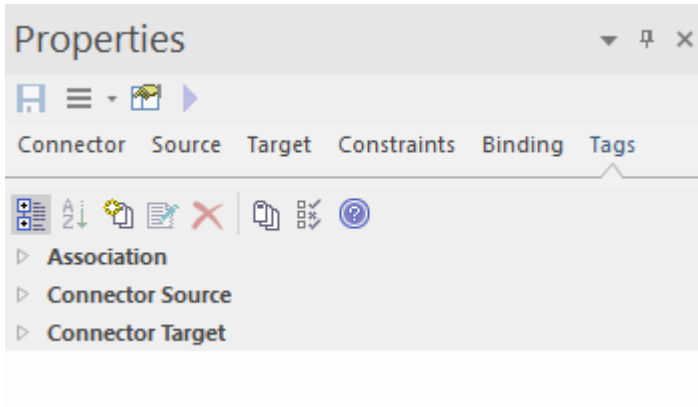 Properties
Connector Source Target Constraints Binding Tags
Association
Connector Source
Connector Target